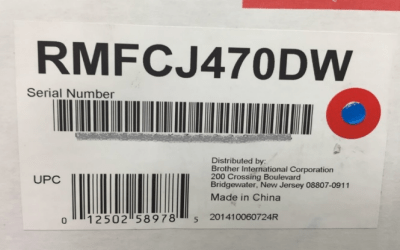 RMFCJ470DW
Serial Number
Distributed by:
Brother International Corporation
200 Crossing Boulevard
Bridgewater, New Jersey 08807-0911
UPC
Made in China
0 12502 58978 5
201410060724R